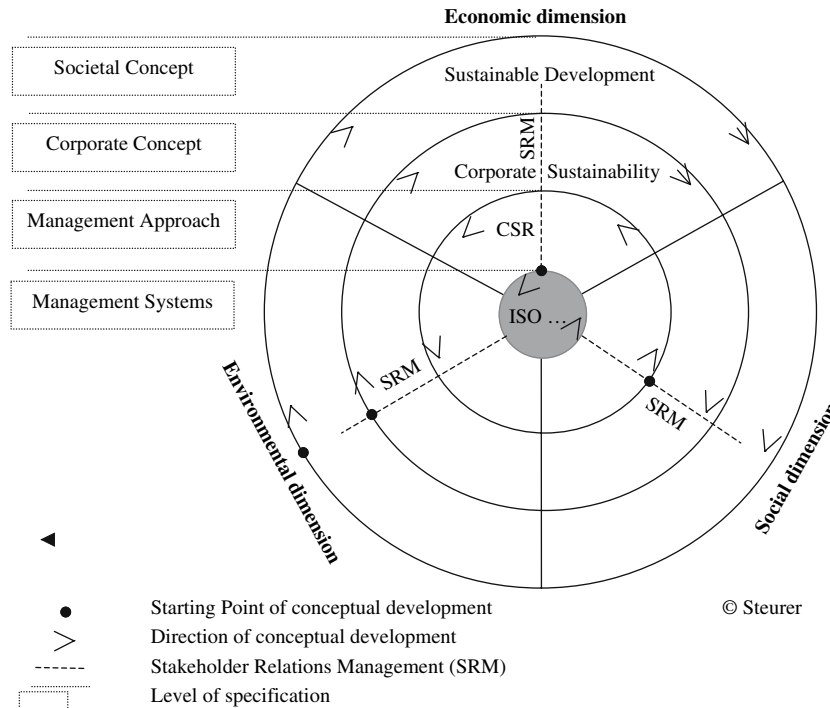 Economic dimension
Societal Concept
Sustainable Development
SRM
Corporate Concept
Corporate Sustainability
Management Approach
CSR
Management Systems
ISO …
SRM
SRM
Environmental dimension
Social dimension
Starting Point of conceptual development
© Steurer
Direction of conceptual development
Stakeholder Relations Management (SRM)
Level of specification